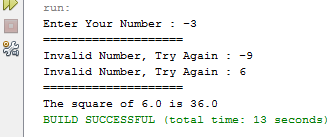 run:
Enter Your Number : -3
====================
Invalid Number, Try Again : -9
Invalid Number, Try Again : 6
====================
The square of 6.0 is 36.0
BUILD SUCCESSFUL (total time: 13 seconds)